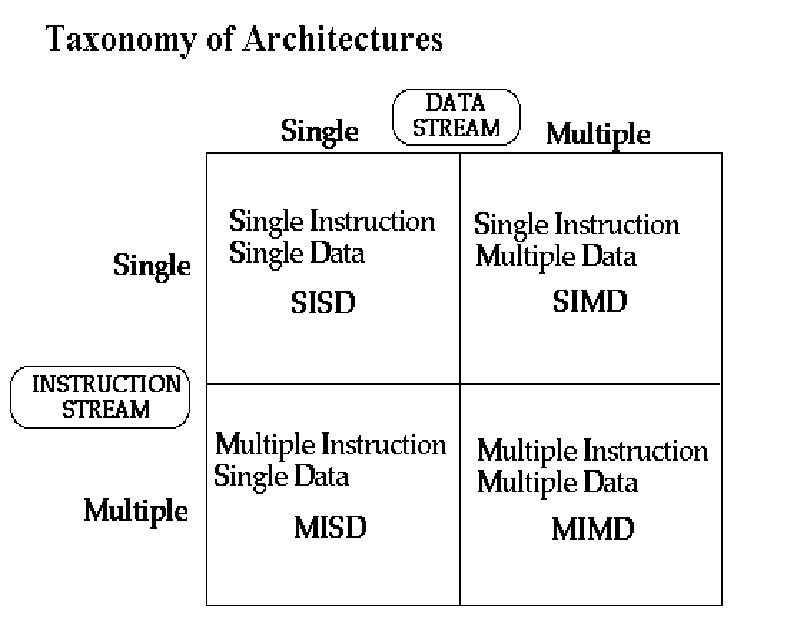 Taxonomy of Architectures
DATA
STREAM
Single
Multiple
Single Instruction
Single Data
SISD
Single Instruction
Multiple Data
SIMD
Single
INSTRUCTION
STREAM
Multiple Instruction
Single Data
MISD
Multiple Instruction
Multiple Data
MIMD
Multiple